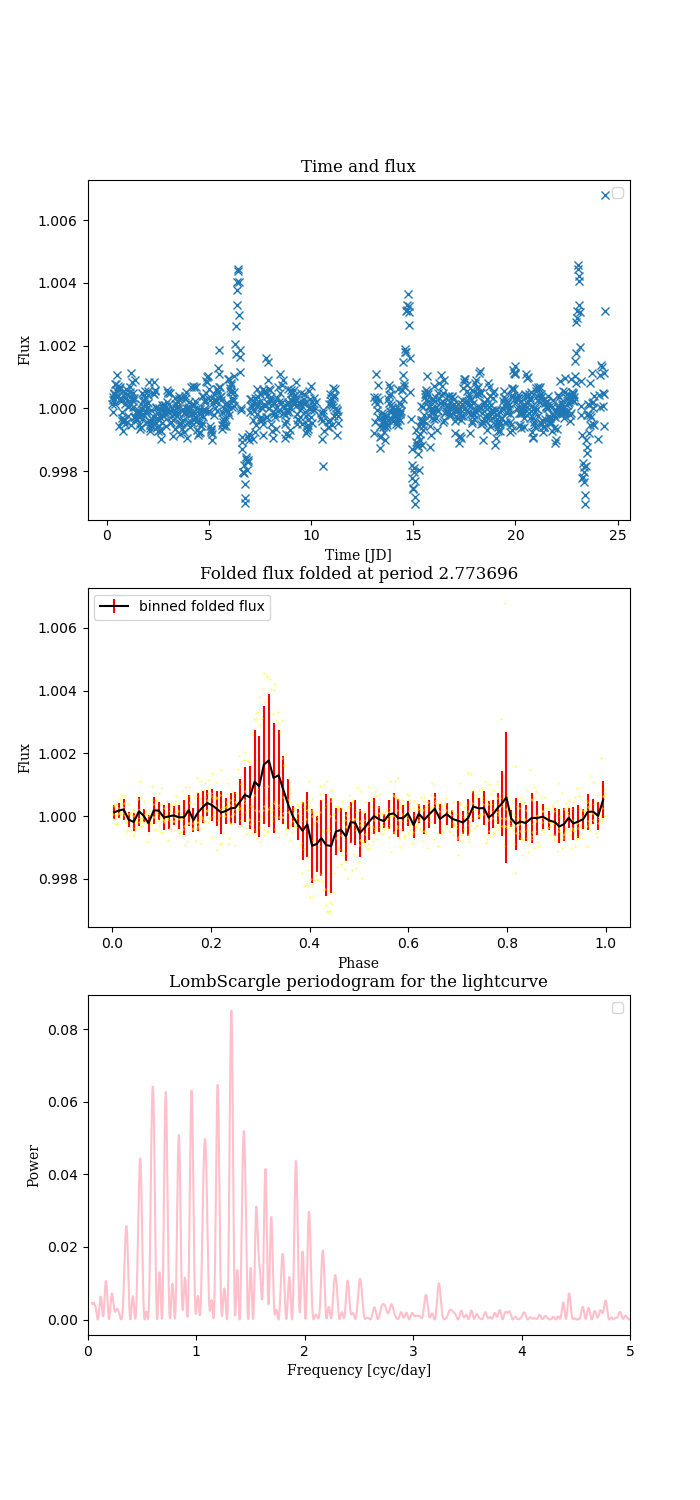 Time and flux
1.006
1.004
1.002
1.000
0.998
Flux
0 5 10 15 20 25
Time [JD]
Folded flux folded at period 2.773696
binned folded flux
1.006
1.004
1.002
1.000
0.998
Flux
0.0 0.2 0.4 0.6 0.8 1.0
Phase
LombScargle periodogram for the lightcurve
0.08
0.06
0.04
0.02
0.00
Power
0 1 2 3 4 5
Frequency [cyc/day]